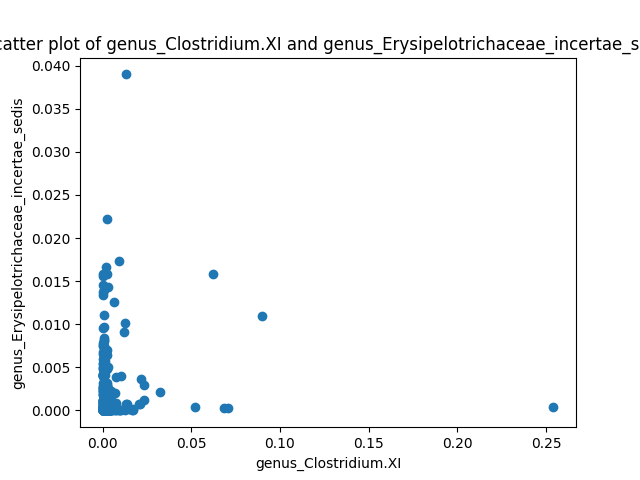 catter plot of genus_Clostridium.XI and genus_Erysipelotrichaceae_incertae_s
genus_Erysipelotrichaceae_incertae_sedis
0.040
0.035
0.030
0.025
0.020
0.015
0.010
0.005
0.000
0.00 0.05 0.10 0.15 0.20 0.25
genus_Clostridium.XI